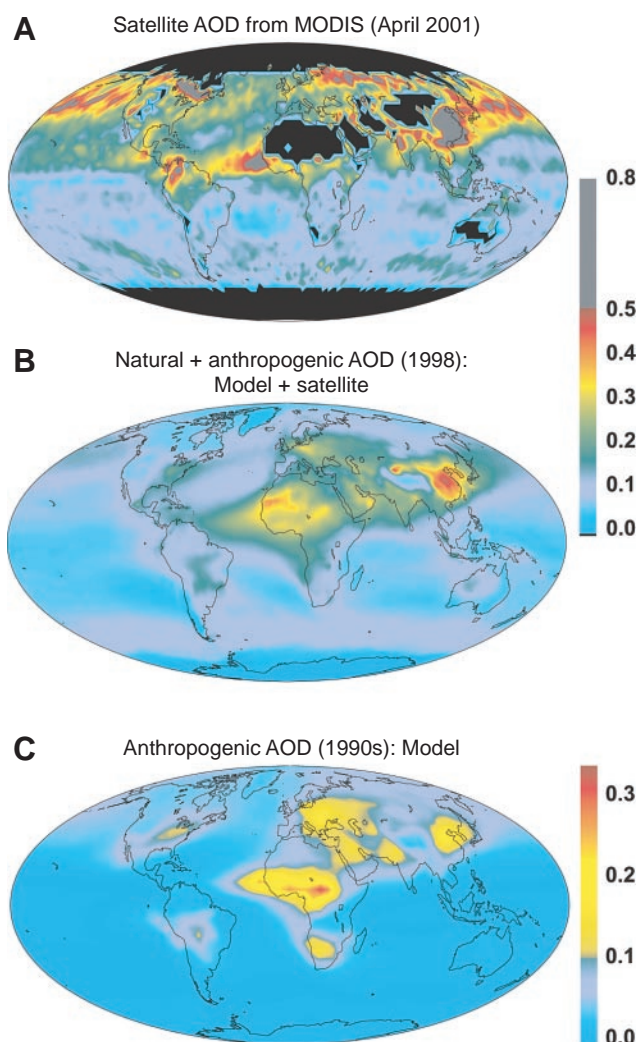 A
Satellite AOD from MODIS (April 2001)
0.8
0.5
0.4
0.3
0.2
0.1
0.0
B
Natural + anthropogenic AOD (1998):
Model + satellite
C
Anthropogenic AOD (1990s): Model
0.3
0.2
0.1
0.0